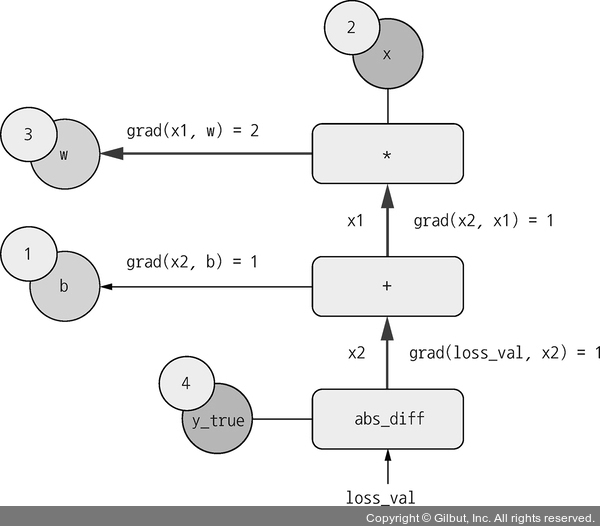 2
x
3
w
grad(x1, w) = 2
*
x1
grad(x2, x1) = 1
1
b
grad(x2, b) = 1
+
x2
grad(loss_val, x2) = 1
4
y_true
abs_diff
loss_val
Copyright © Gilbut, Inc. All rights reserved.